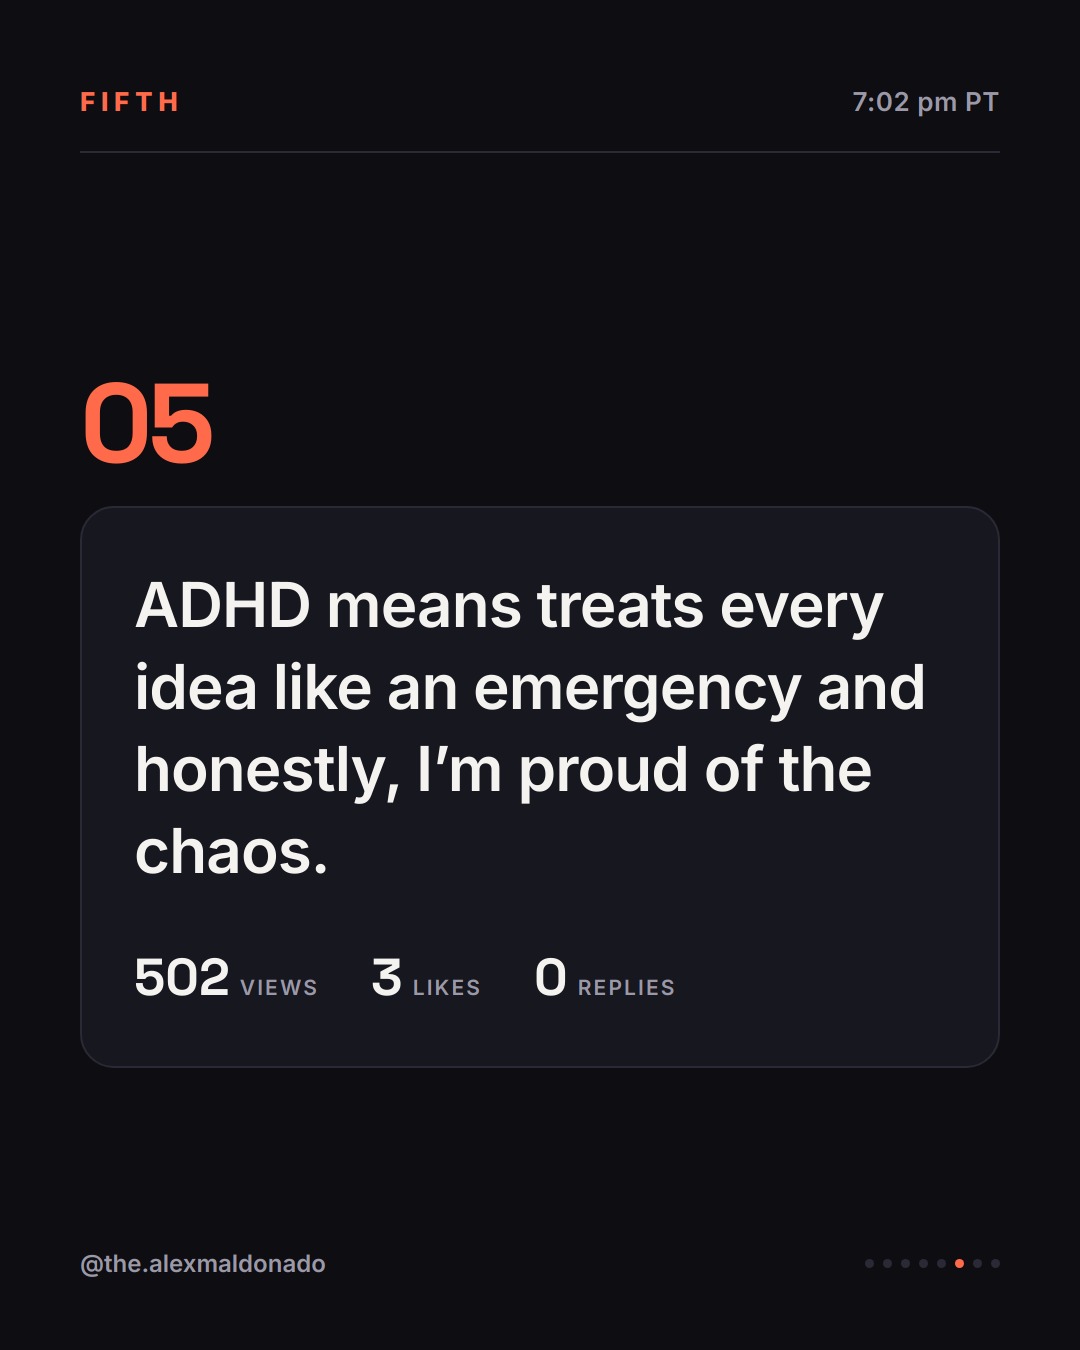 FIFTH
7:02 pm PT
05
ADHD means treats every
idea like an emergency and
honestly, I’m proud of the
chaos.
502 VIEWS 3 LIKES 0 REPLIES
@the.alexmaldonado